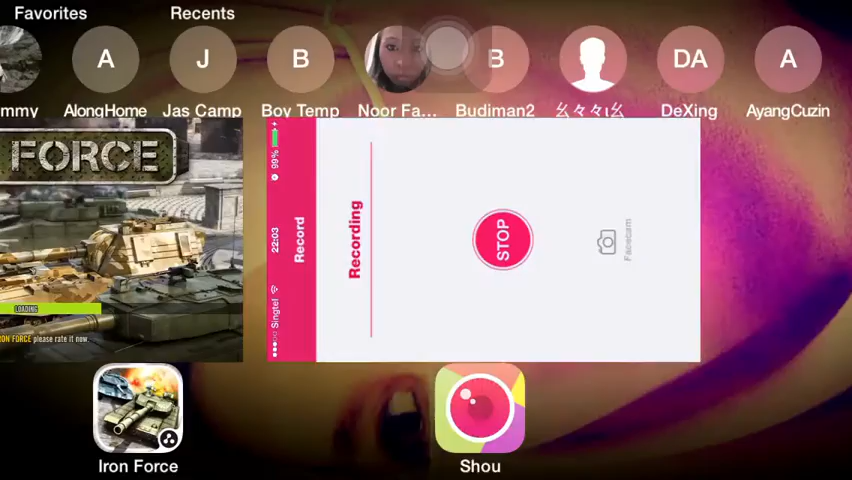 Favorites
Recents
A
J
B
B
DA
A
mmy
AlongHome
Jas Camp
Boy Temp
Noor Fa...
Budiman2
幺々々ι幺
DeXing
AyangCuzin
FORCE
LOADING
IRON FORCE please rate it now.
Singtel
22:03
99%
Record
Recording
STOP
Facecam
Iron Force
Shou